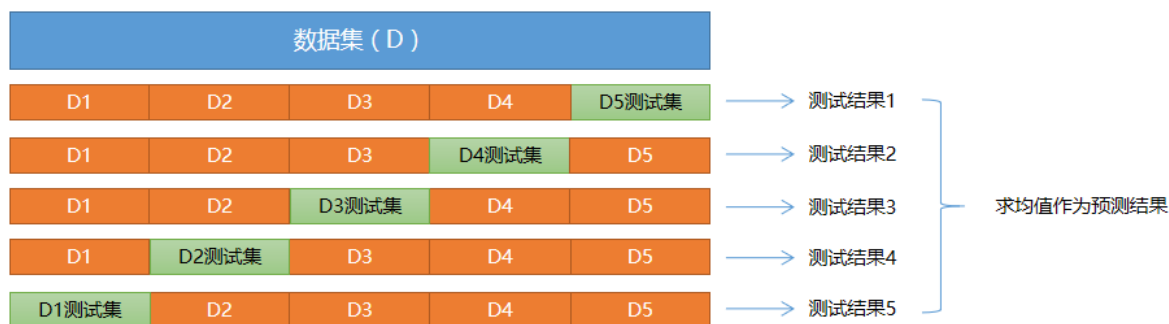 数据集（D）
D1 D2 D3 D4 D5测试集 测试结果1
D1 D2 D3 D4测试集 D5 测试结果2
D1 D2 D3测试集 D4 D5 测试结果3
求均值作为预测结果
D1 D2测试集 D3 D4 D5 测试结果4
D1测试集 D2 D3 D4 D5 测试结果5